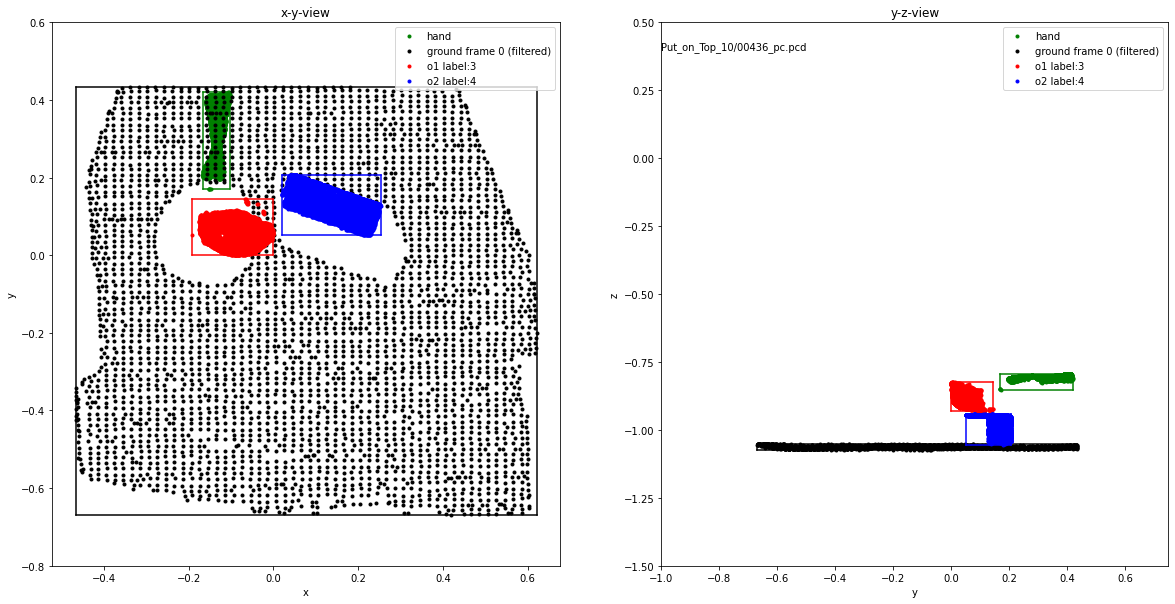 x-y-view
hand
ground frame 0 (filtered)
o1 label:3
o2 label:4
0.6
0.4
0.2
0.0
−0.2
−0.4
−0.6
−0.8
y
−0.4
−0.2
0.0
0.2
0.4
0.6
x
y-z-view
Put_on_Top_10/00436_pc.pcd
hand
ground frame 0 (filtered)
o1 label:3
o2 label:4
0.50
0.25
0.00
−0.25
−0.50
−0.75
−1.00
−1.25
−1.50
z
−1.0
−0.8
−0.6
−0.4
−0.2
0.0
0.2
0.4
0.6
y